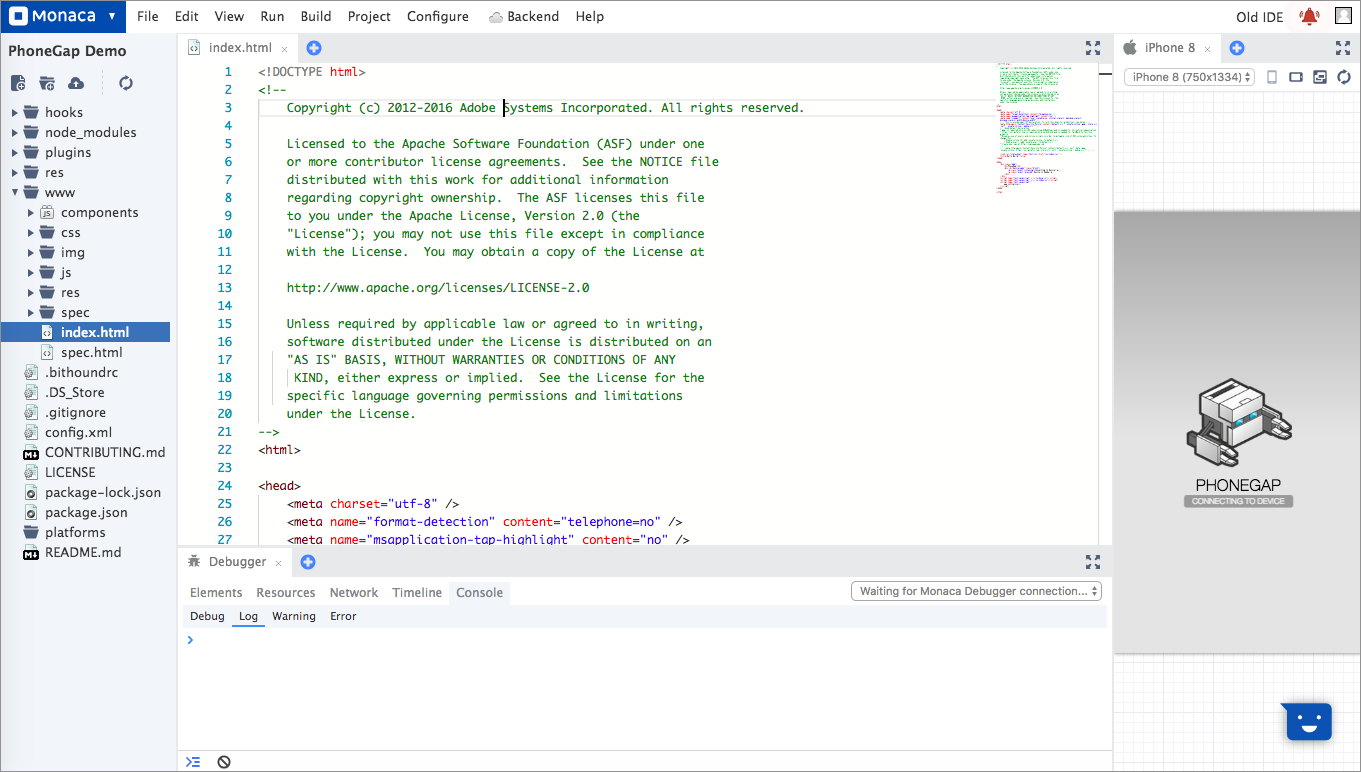 Monaca ▼ File Edit View Run Build Project Configure Backend Help Old IDE
PhoneGap Demo
hooks
node_modules
plugins
res
www
components
css
img
js
res
spec
index.html
spec.html
.bithoundrc
.DS_Store
.gitignore
config.xml
CONTRIBUTING.md
LICENSE
package-lock.json
package.json
platforms
README.md
index.html ×
1 <!DOCTYPE html>
2 <!--
3 Copyright (c) 2012-2016 Adobe Systems Incorporated. All rights reserved.
4
5 Licensed to the Apache Software Foundation (ASF) under one
6 or more contributor license agreements.  See the NOTICE file
7 distributed with this work for additional information
8 regarding copyright ownership.  The ASF licenses this file
9 to you under the Apache License, Version 2.0 (the
10 "License"); you may not use this file except in compliance
11 with the License.  You may obtain a copy of the License at
12
13 http://www.apache.org/licenses/LICENSE-2.0
14
15 Unless required by applicable law or agreed to in writing,
16 software distributed under the License is distributed on an
17 "AS IS" BASIS, WITHOUT WARRANTIES OR CONDITIONS OF ANY
18 KIND, either express or implied.  See the License for the
19 specific language governing permissions and limitations
20 under the License.
21 -->
22 <html>
23
24 <head>
25 <meta charset="utf-8" />
26 <meta name="format-detection" content="telephone=no" />
27 <meta name="msapplication-tap-highlight" content="no" />
Debugger ×
Elements Resources Network Timeline Console Waiting for Monaca Debugger connection...
Debug Log Warning Error
>
iPhone 8 ×
iPhone 8 (750x1334)
PHONEGAP
CONNECTING TO DEVICE